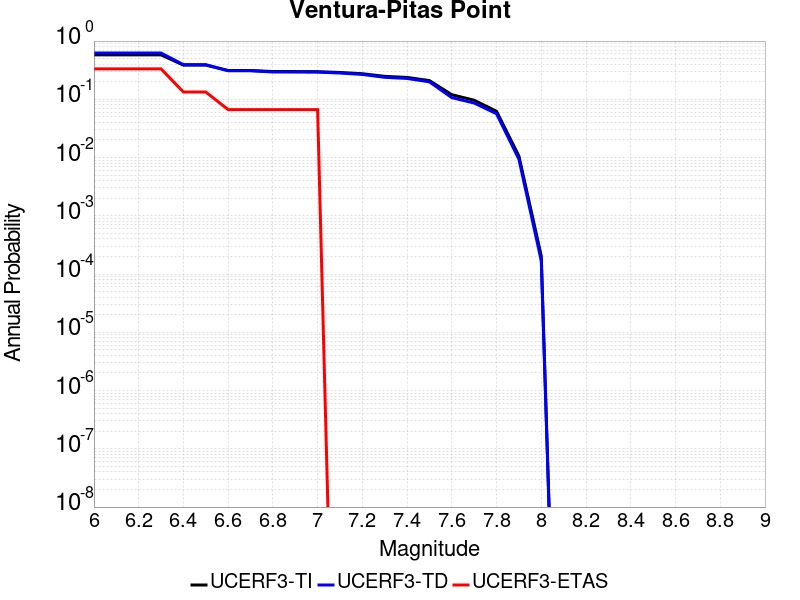 Ventura-Pitas Point
10^0
10^-1
10^-2
10^-3
10^-4
10^-5
10^-6
10^-7
10^-8
Annual Probability
6 6.2 6.4 6.6 6.8 7 7.2 7.4 7.6 7.8 8 8.2 8.4 8.6 8.8 9
Magnitude
UCERF3-TI UCERF3-TD UCERF3-ETAS